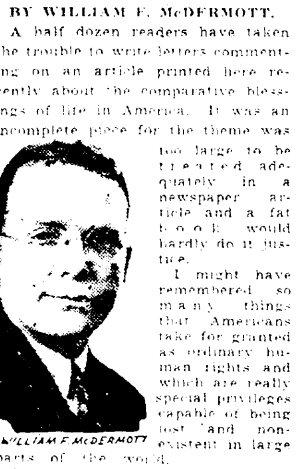 BY WILLIAM F. McDERMOTT.
A half dozen readers have taken
the trouble to write letters comment-
ing on an article printed here re-
cently about the comparative bless-
ngs of life in America. It was an
ncomplete piece for the theme was
too large to be
treated ade-
quately in a
newspaper ar-
ticle and a fat
book would
hardly do it jus-
tice.
I might have
remembered so
many things
that Americans
take for granted
as ordinary hu-
man rights and
which are really
special privileges
capable of being
lost and non-
existent in large
parts of the world.
WILLIAM F. McDERMOTT